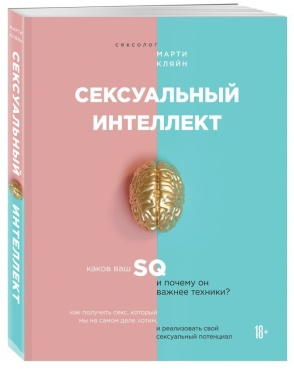 сексолог
МАРТИ
КЛЯЙН
СЕКСУАЛЬНЫЙ
ИНТЕЛЛЕКТ
каков ваш SQ и почему он
важнее техники?
как получить секс, который
мы на самом деле хотим,
и реализовать свой
сексуальный потенциал
18+
СЕКСУАЛЬНЫЙ ИНТЕЛЛЕКТ